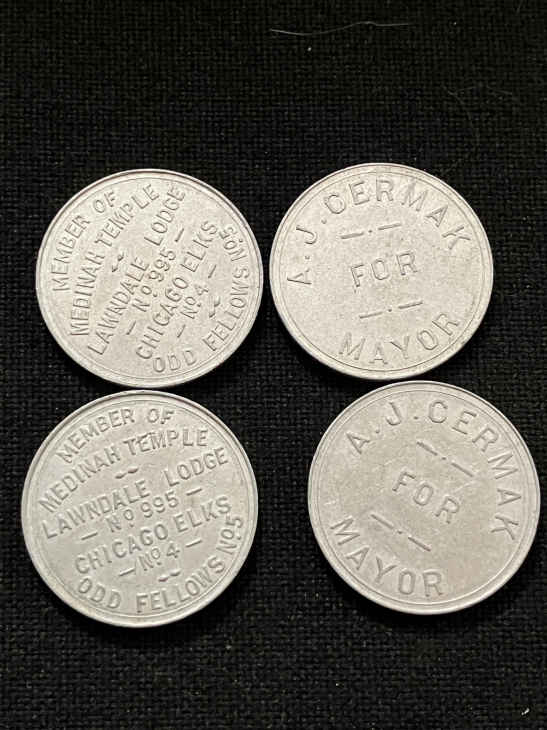 MEMBER OF
MEDINAH TEMPLE
LAWNDALE LODGE
— No 995 —
CHICAGO ELKS
— No 4 —
ODD FELLOWS No.5
A.J. CERMAK
FOR
MAYOR
MEMBER OF
MEDINAH TEMPLE
LAWNDALE LODGE
— No 995 —
CHICAGO ELKS
— No 4 —
ODD FELLOWS No.5
A.J. CERMAK
FOR
MAYOR